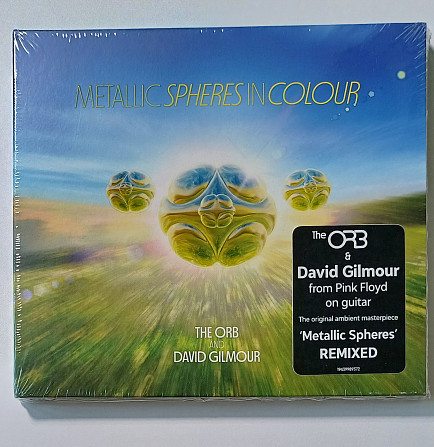 METALLIC SPHERES IN COLOUR
THE ORB
AND
DAVID GILMOUR
The ORB
&
David Gilmour
from Pink Floyd
on guitar
The original ambient masterpiece
'Metallic Spheres'
REMIXED